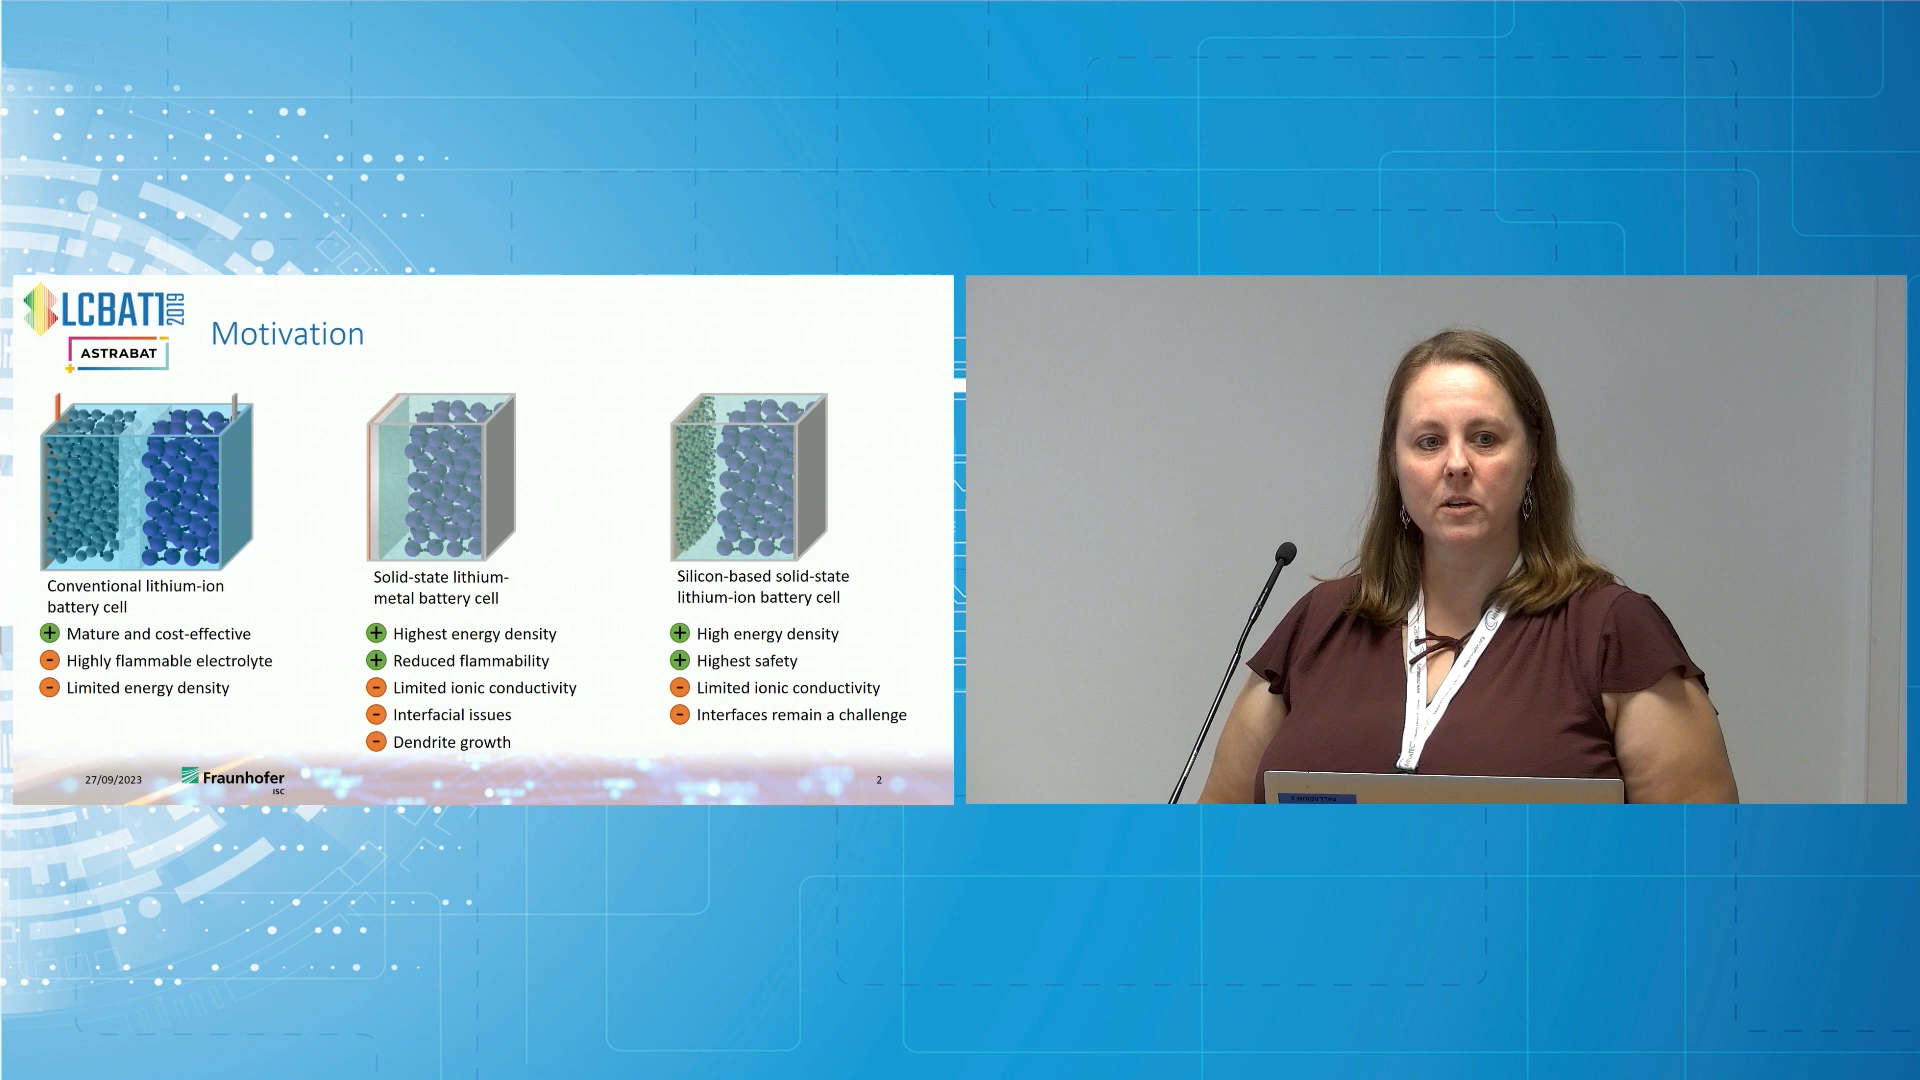 LCBAT1
2019
ASTRABAT
Motivation
Conventional lithium-ion
battery cell
Mature and cost-effective
Highly flammable electrolyte
Limited energy density
Solid-state lithium-
metal battery cell
Highest energy density
Reduced flammability
Limited ionic conductivity
Interfacial issues
Dendrite growth
Silicon-based solid-state
lithium-ion battery cell
High energy density
Highest safety
Limited ionic conductivity
Interfaces remain a challenge
27/09/2023
Fraunhofer
ISC
2